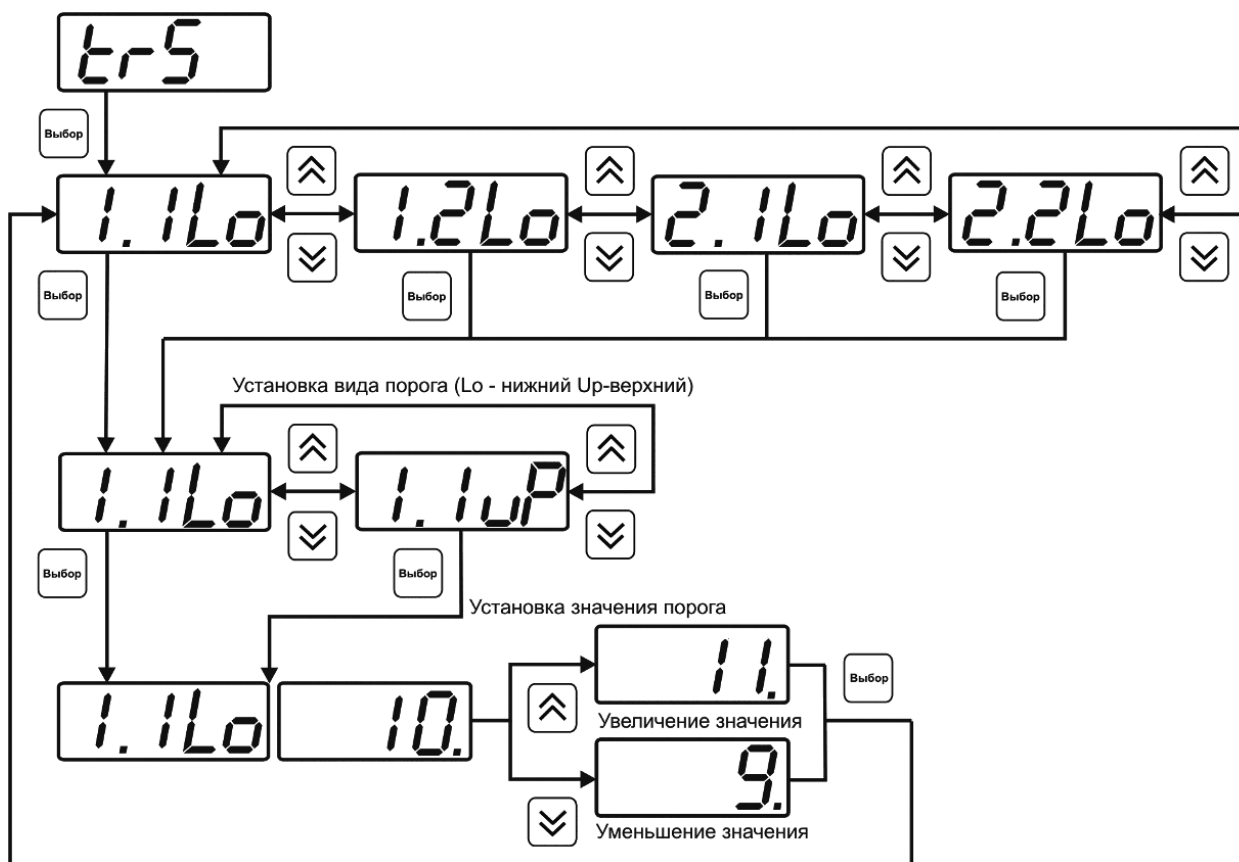 trS
Выбор
1.1Lo 1.2Lo 2.1Lo 2.2Lo
Выбор Выбор Выбор Выбор
Установка вида порога (Lo - нижний Up-верхний)
1.1Lo 1.1uP
Выбор Выбор
Установка значения порога
1.1Lo 10. 11. Выбор
Увеличение значения
9.
Уменьшение значения